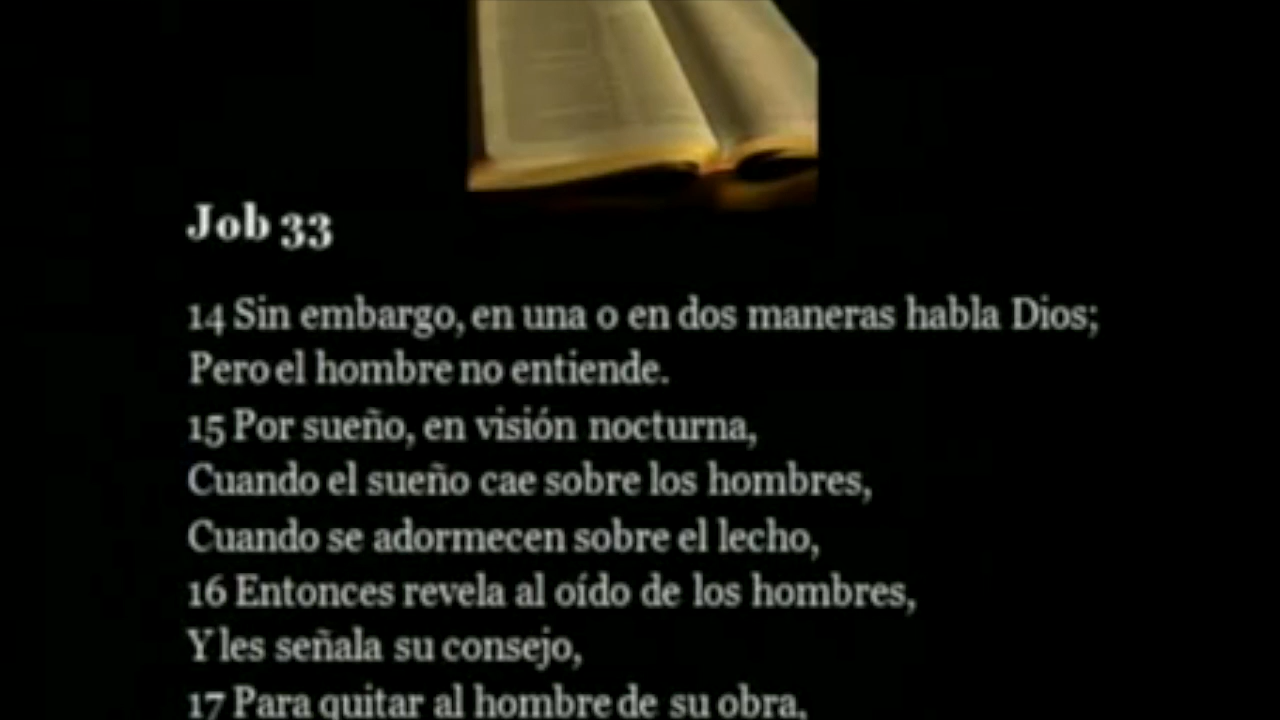 Job 33
14 Sin embargo, en una o en dos maneras habla Dios;
Pero el hombre no entiende.
15 Por sueño, en visión nocturna,
Cuando el sueño cae sobre los hombres,
Cuando se adormecen sobre el lecho,
16 Entonces revela al oído de los hombres,
Y les señala su consejo,
17 Para quitar al hombre de su obra,